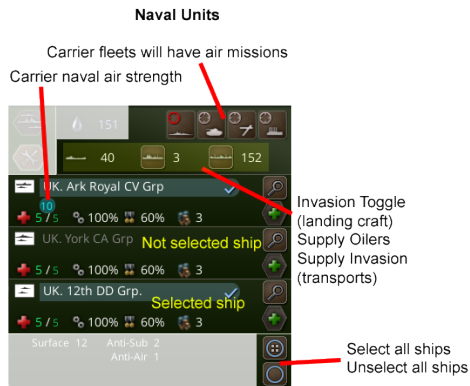 Naval Units
Carrier fleets will have air missions
Carrier naval air strength
151
40 3 152
UK. Ark Royal CV Grp
10
5 / 5 100% 60% 3
UK. York CA Grp
Not selected ship
5 / 5 100% 60% 3
UK. 12th DD Grp.
Selected ship
5 / 5 100% 60% 3
Surface 12 Anti-Sub 2
Anti-Air 1
Invasion Toggle
(landing craft)
Supply Oilers
Supply Invasion
(transports)
Select all ships
Unselect all ships